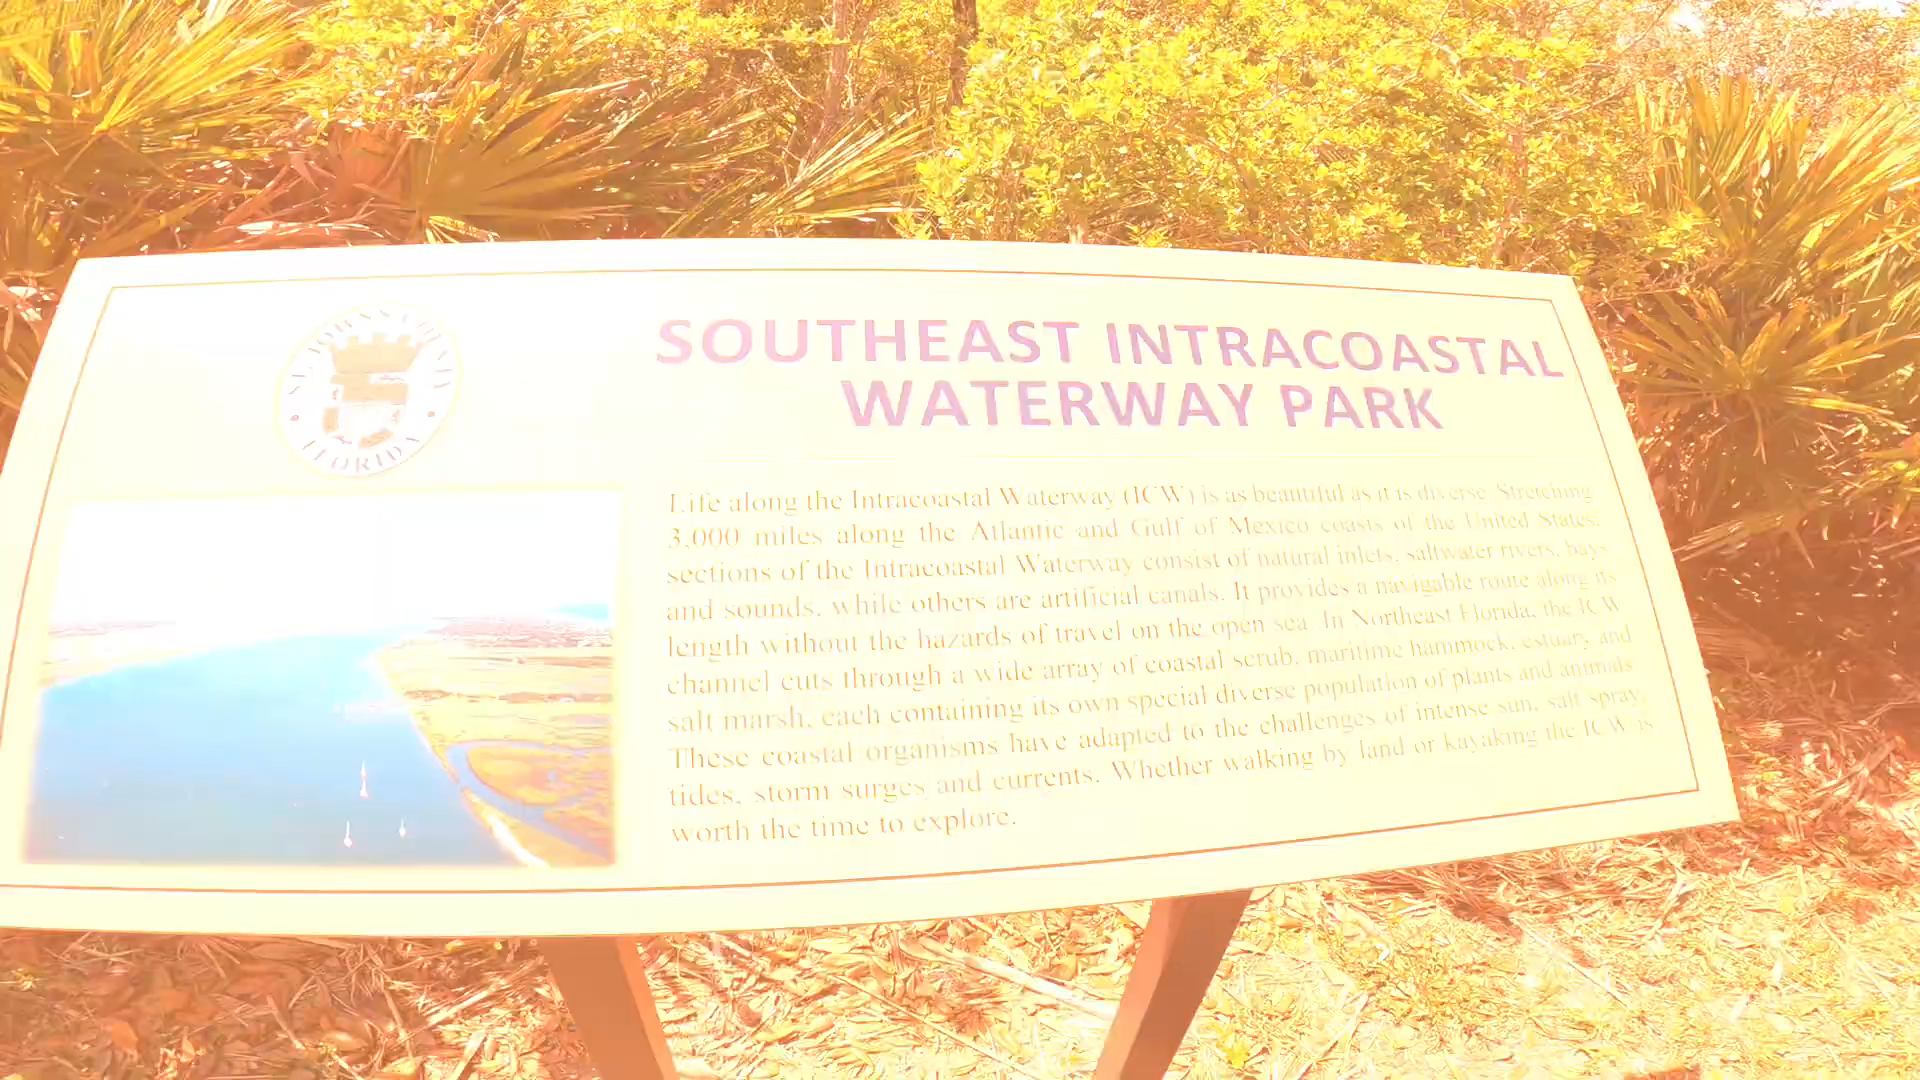 ST. JOHNS COUNTY
FLORIDA
SOUTHEAST INTRACOASTAL
WATERWAY PARK
Life along the Intracoastal Waterway (ICW) is as beautiful as it is diverse. Stretching
3,000 miles along the Atlantic and Gulf of Mexico coasts of the United States,
sections of the Intracoastal Waterway consist of natural inlets, saltwater rivers, bays
and sounds, while others are artificial canals. It provides a navigable route along its
length without the hazards of travel on the open sea. In Northeast Florida, the ICW
channel cuts through a wide array of coastal scrub, maritime hammock, estuary and
salt marsh, each containing its own special diverse population of plants and animals.
These coastal organisms have adapted to the challenges of intense sun, salt spray,
tides, storm surges and currents. Whether walking by land or kayaking the ICW is
worth the time to explore.